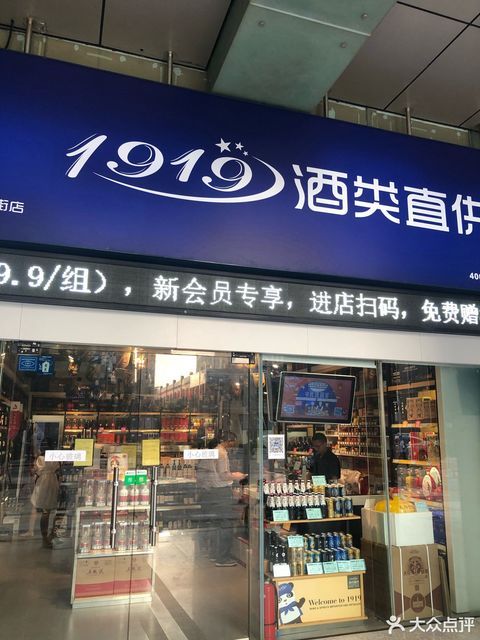 1919 酒类直供
街店
400
9.9/组），新会员专享，进店扫码，免费赠
小心玻璃
小心玻璃
Welcome to 1919
大众点评